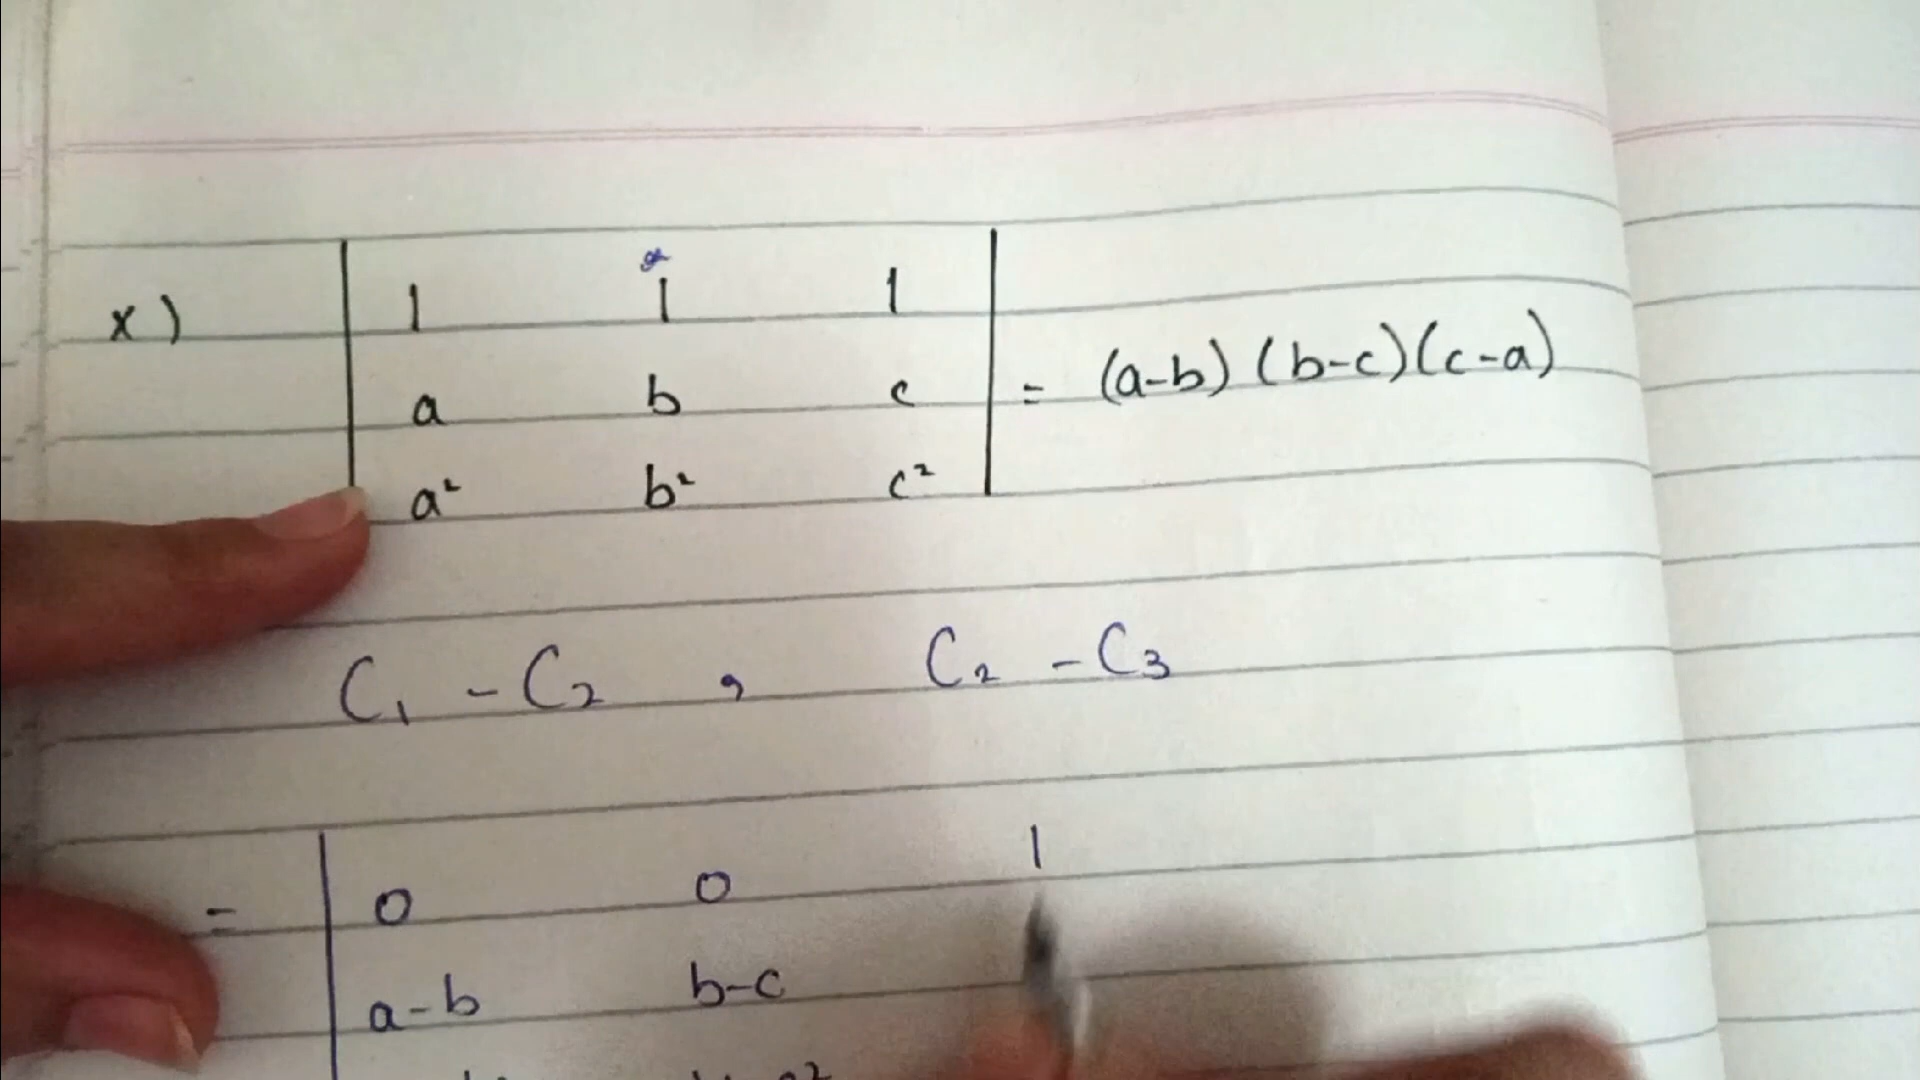 x) | 1 1 1 |
| a b c | = (a-b) (b-c)(c-a)
| a² b² c² |
C₁ - C₂ , C₂ - C₃
= | 0 0 1
a-b b-c